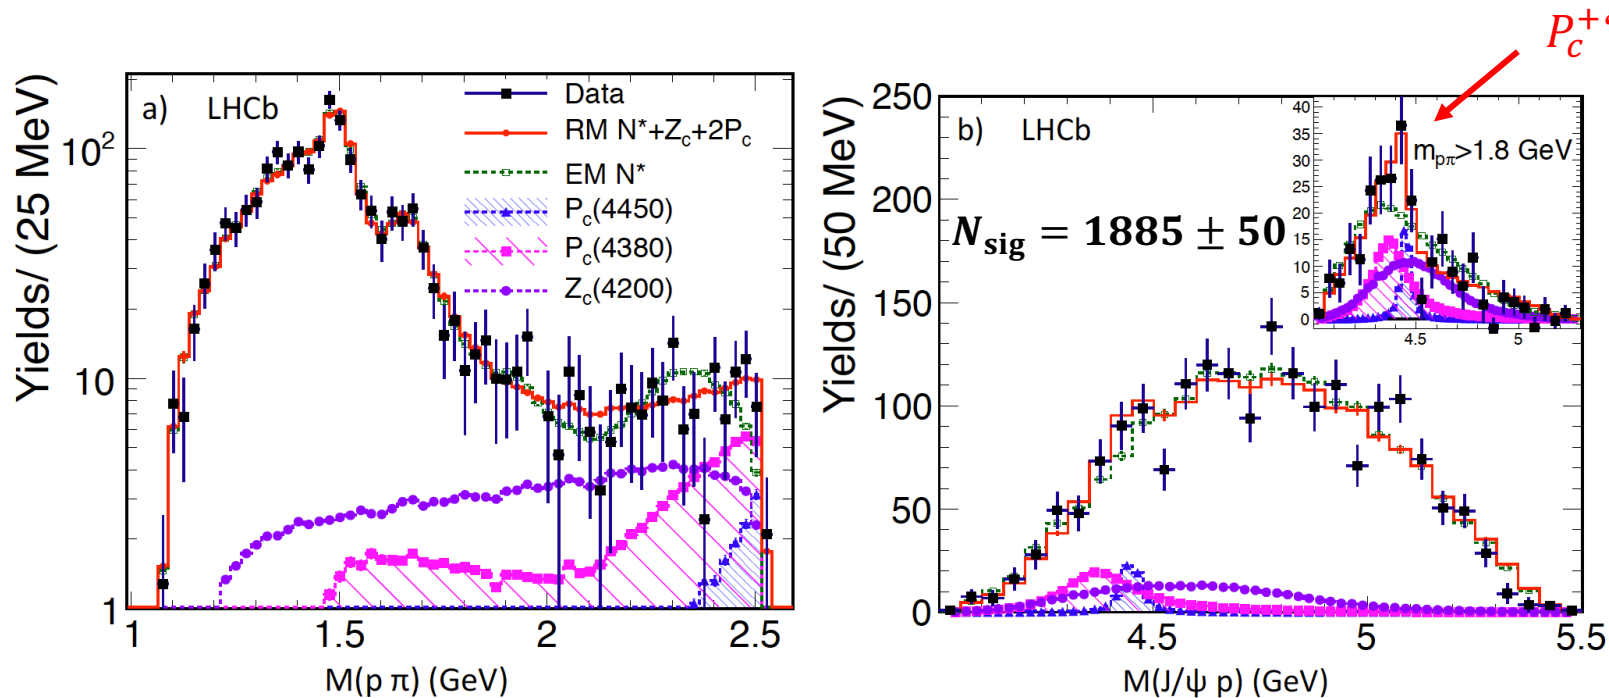 P_c^+‘
Yields/ (25 MeV)
10^2
10
1
a) LHCb
Data
RM N*+Z_c+2P_c
EM N*
P_c(4450)
P_c(4380)
Z_c(4200)
1 1.5 2 2.5
M(p π) (GeV)
Yields/ (50 MeV)
250
200
150
100
50
0
b) LHCb
N_sig = 1885 ± 50
40
35
30
25
20
15
10
5
0
m_pπ>1.8 GeV
4.5 5
4.5 5 5.5
M(J/ψ p) (GeV)